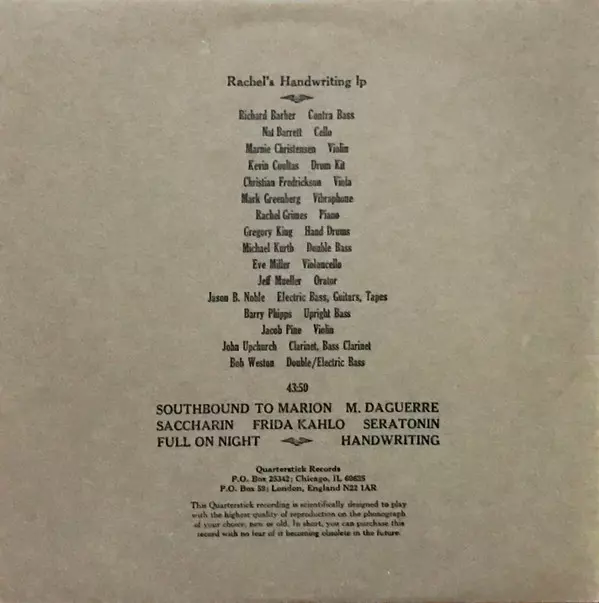 Rachel's Handwriting lp
Richard Barber Contra Bass
Nat Barrett Cello
Marnie Christensen Violin
Kevin Coultas Drum Kit
Christian Fredrickson Viola
Mark Greenberg Vibraphone
Rachel Grimes Piano
Gregory King Hand Drums
Michael Kurth Double Bass
Eve Miller Violoncello
Jeff Mueller Orator
Jason B. Noble Electric Bass, Guitars, Tapes
Barry Phipps Upright Bass
Jacob Pine Violin
John Upchurch Clarinet, Bass Clarinet
Bob Weston Double/Electric Bass
43:50
SOUTHBOUND TO MARION M. DAGUERRE
SACCHARIN FRIDA KAHLO SERATONIN
FULL ON NIGHT HANDWRITING
Quarterstick Records
P.O. Box 25342; Chicago, IL 60625
P.O. Box 59; London, England N22 1AR
This Quarterstick recording is scientifically designed to play
with the highest quality of reproduction on the phonograph
of your choice, new or old. In short, you can purchase this
record with no fear of it becoming obsolete in the future.